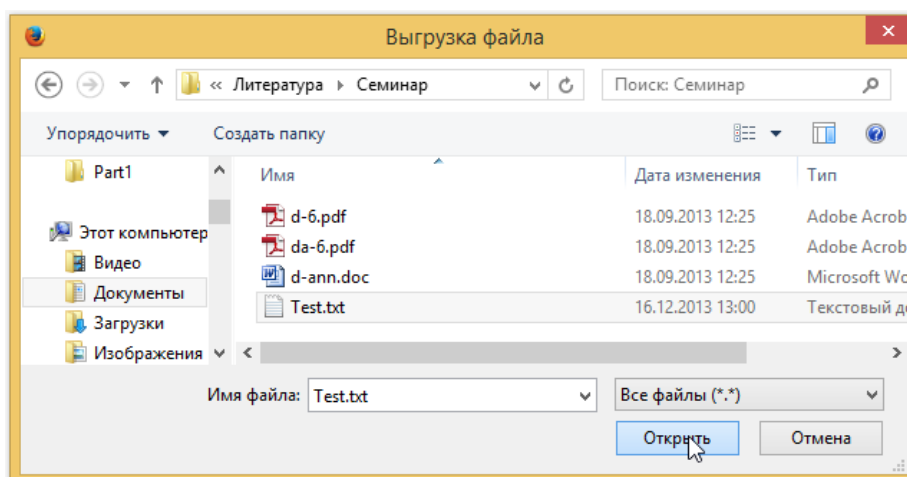 Выгрузка файла
« Литература Семинар
Поиск: Семинар
Упорядочить Создать папку
Part1
Этот компьютер
Видео
Документы
Загрузки
Изображения
Имя Дата изменения Тип
d-6.pdf 18.09.2013 12:25 Adobe Acrob
da-6.pdf 18.09.2013 12:25 Adobe Acrob
d-ann.doc 18.09.2013 12:25 Microsoft Wo
Test.txt 16.12.2013 13:00 Текстовый д
Имя файла: Test.txt Все файлы (*.*)
Открыть Отмена